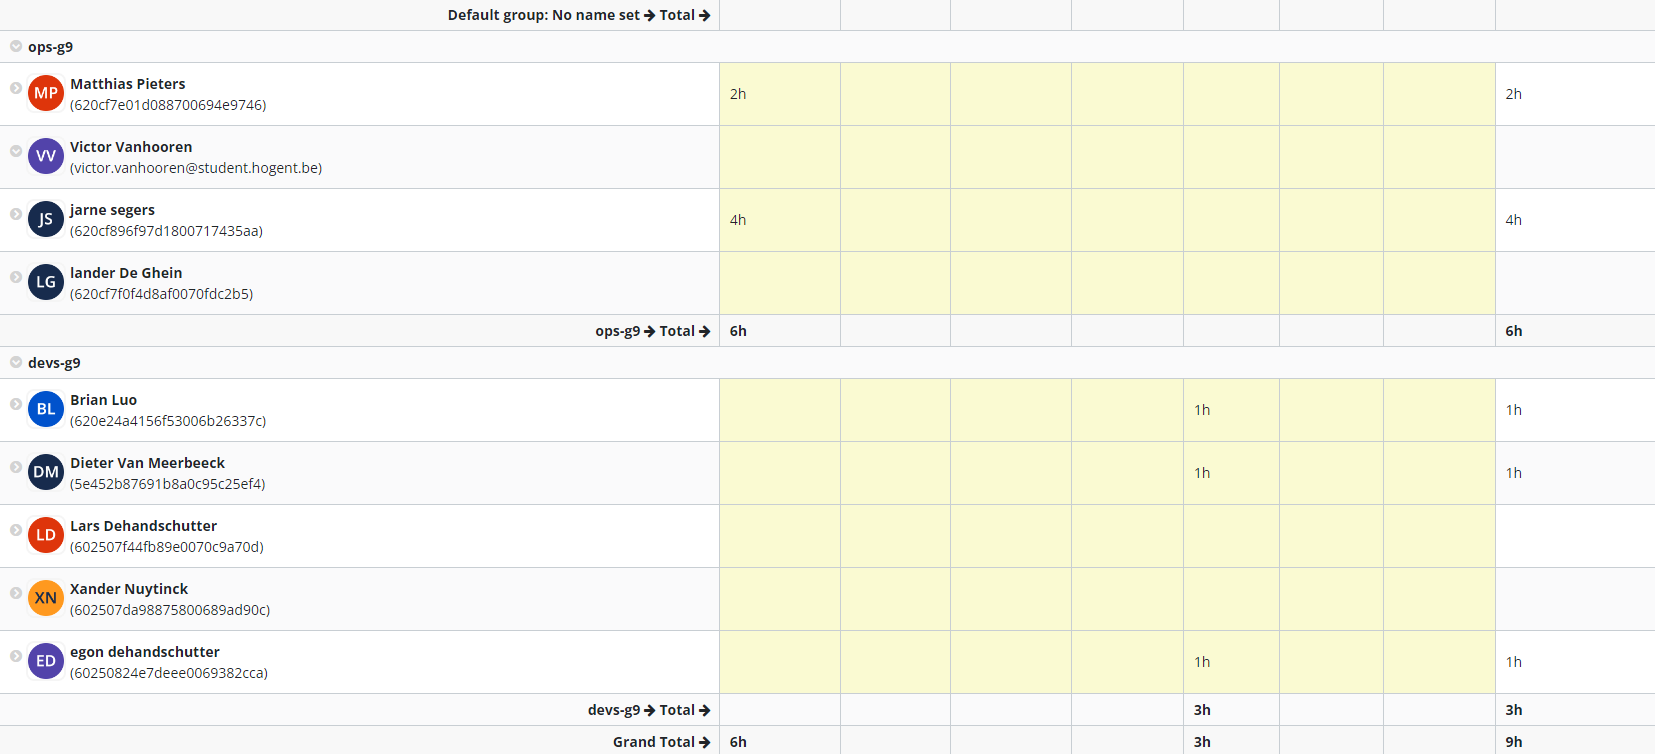 Default group: No name set → Total →
ops-g9
MP Matthias Pieters
(620cf7e01d088700694e9746)
2h 2h
VV Victor Vanhooren
(victor.vanhooren@student.hogent.be)
JS jarne segers
(620cf896f97d1800717435aa)
4h 4h
LG lander De Ghein
(620cf7f0f4d8af0070fdc2b5)
ops-g9 → Total → 6h 6h
devs-g9
BL Brian Luo
(620e24a4156f53006b26337c)
1h 1h
DM Dieter Van Meerbeeck
(5e452b87691b8a0c95c25ef4)
1h 1h
LD Lars Dehandschutter
(602507f44fb89e0070c9a70d)
XN Xander Nuytinck
(602507da98875800689ad90c)
ED egon dehandschutter
(60250824e7deee0069382cca)
1h 1h
devs-g9 → Total → 3h 3h
Grand Total → 6h 3h 9h